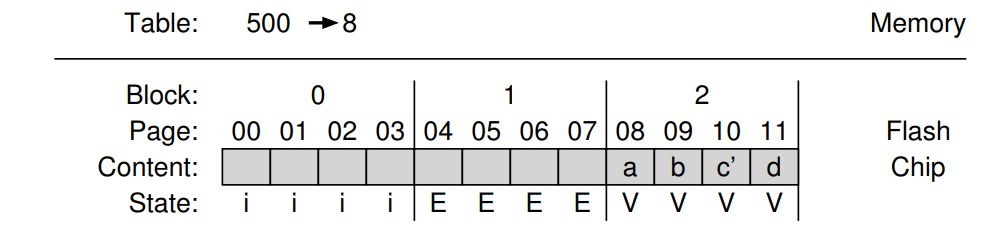 Table: 500 →8 Memory
Block: 0 1 2
Page: 00 01 02 03 04 05 06 07 08 09 10 11 Flash
Content: a b c’ d Chip
State: i i i i E E E E V V V V